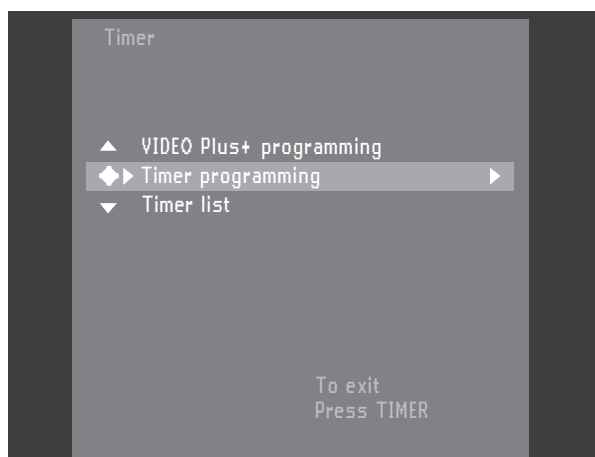 Timer
VIDEO Plus+ programming
Timer programming
Timer list
To exit
Press TIMER